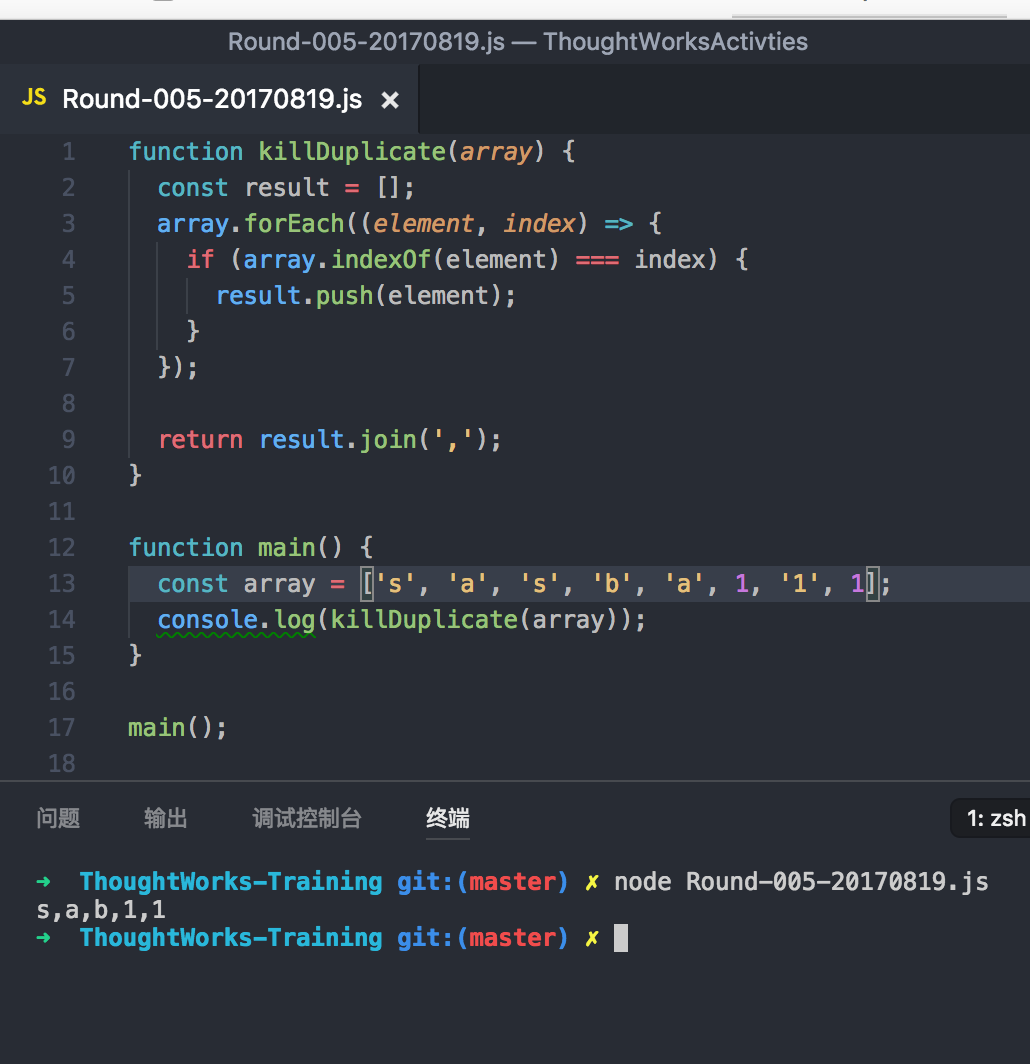 Round-005-20170819.js — ThoughtWorksActivties
JS Round-005-20170819.js ×
1 function killDuplicate(array) {
2   const result = [];
3   array.forEach((element, index) => {
4     if (array.indexOf(element) === index) {
5       result.push(element);
6     }
7   });
8
9   return result.join(',');
10 }
11
12 function main() {
13   const array = ['s', 'a', 's', 'b', 'a', 1, '1', 1];
14   console.log(killDuplicate(array));
15 }
16
17 main();
18
问题 输出 调试控制台 终端 1: zsh
➜ ThoughtWorks-Training git:(master) ✗ node Round-005-20170819.js
s,a,b,1,1
➜ ThoughtWorks-Training git:(master) ✗